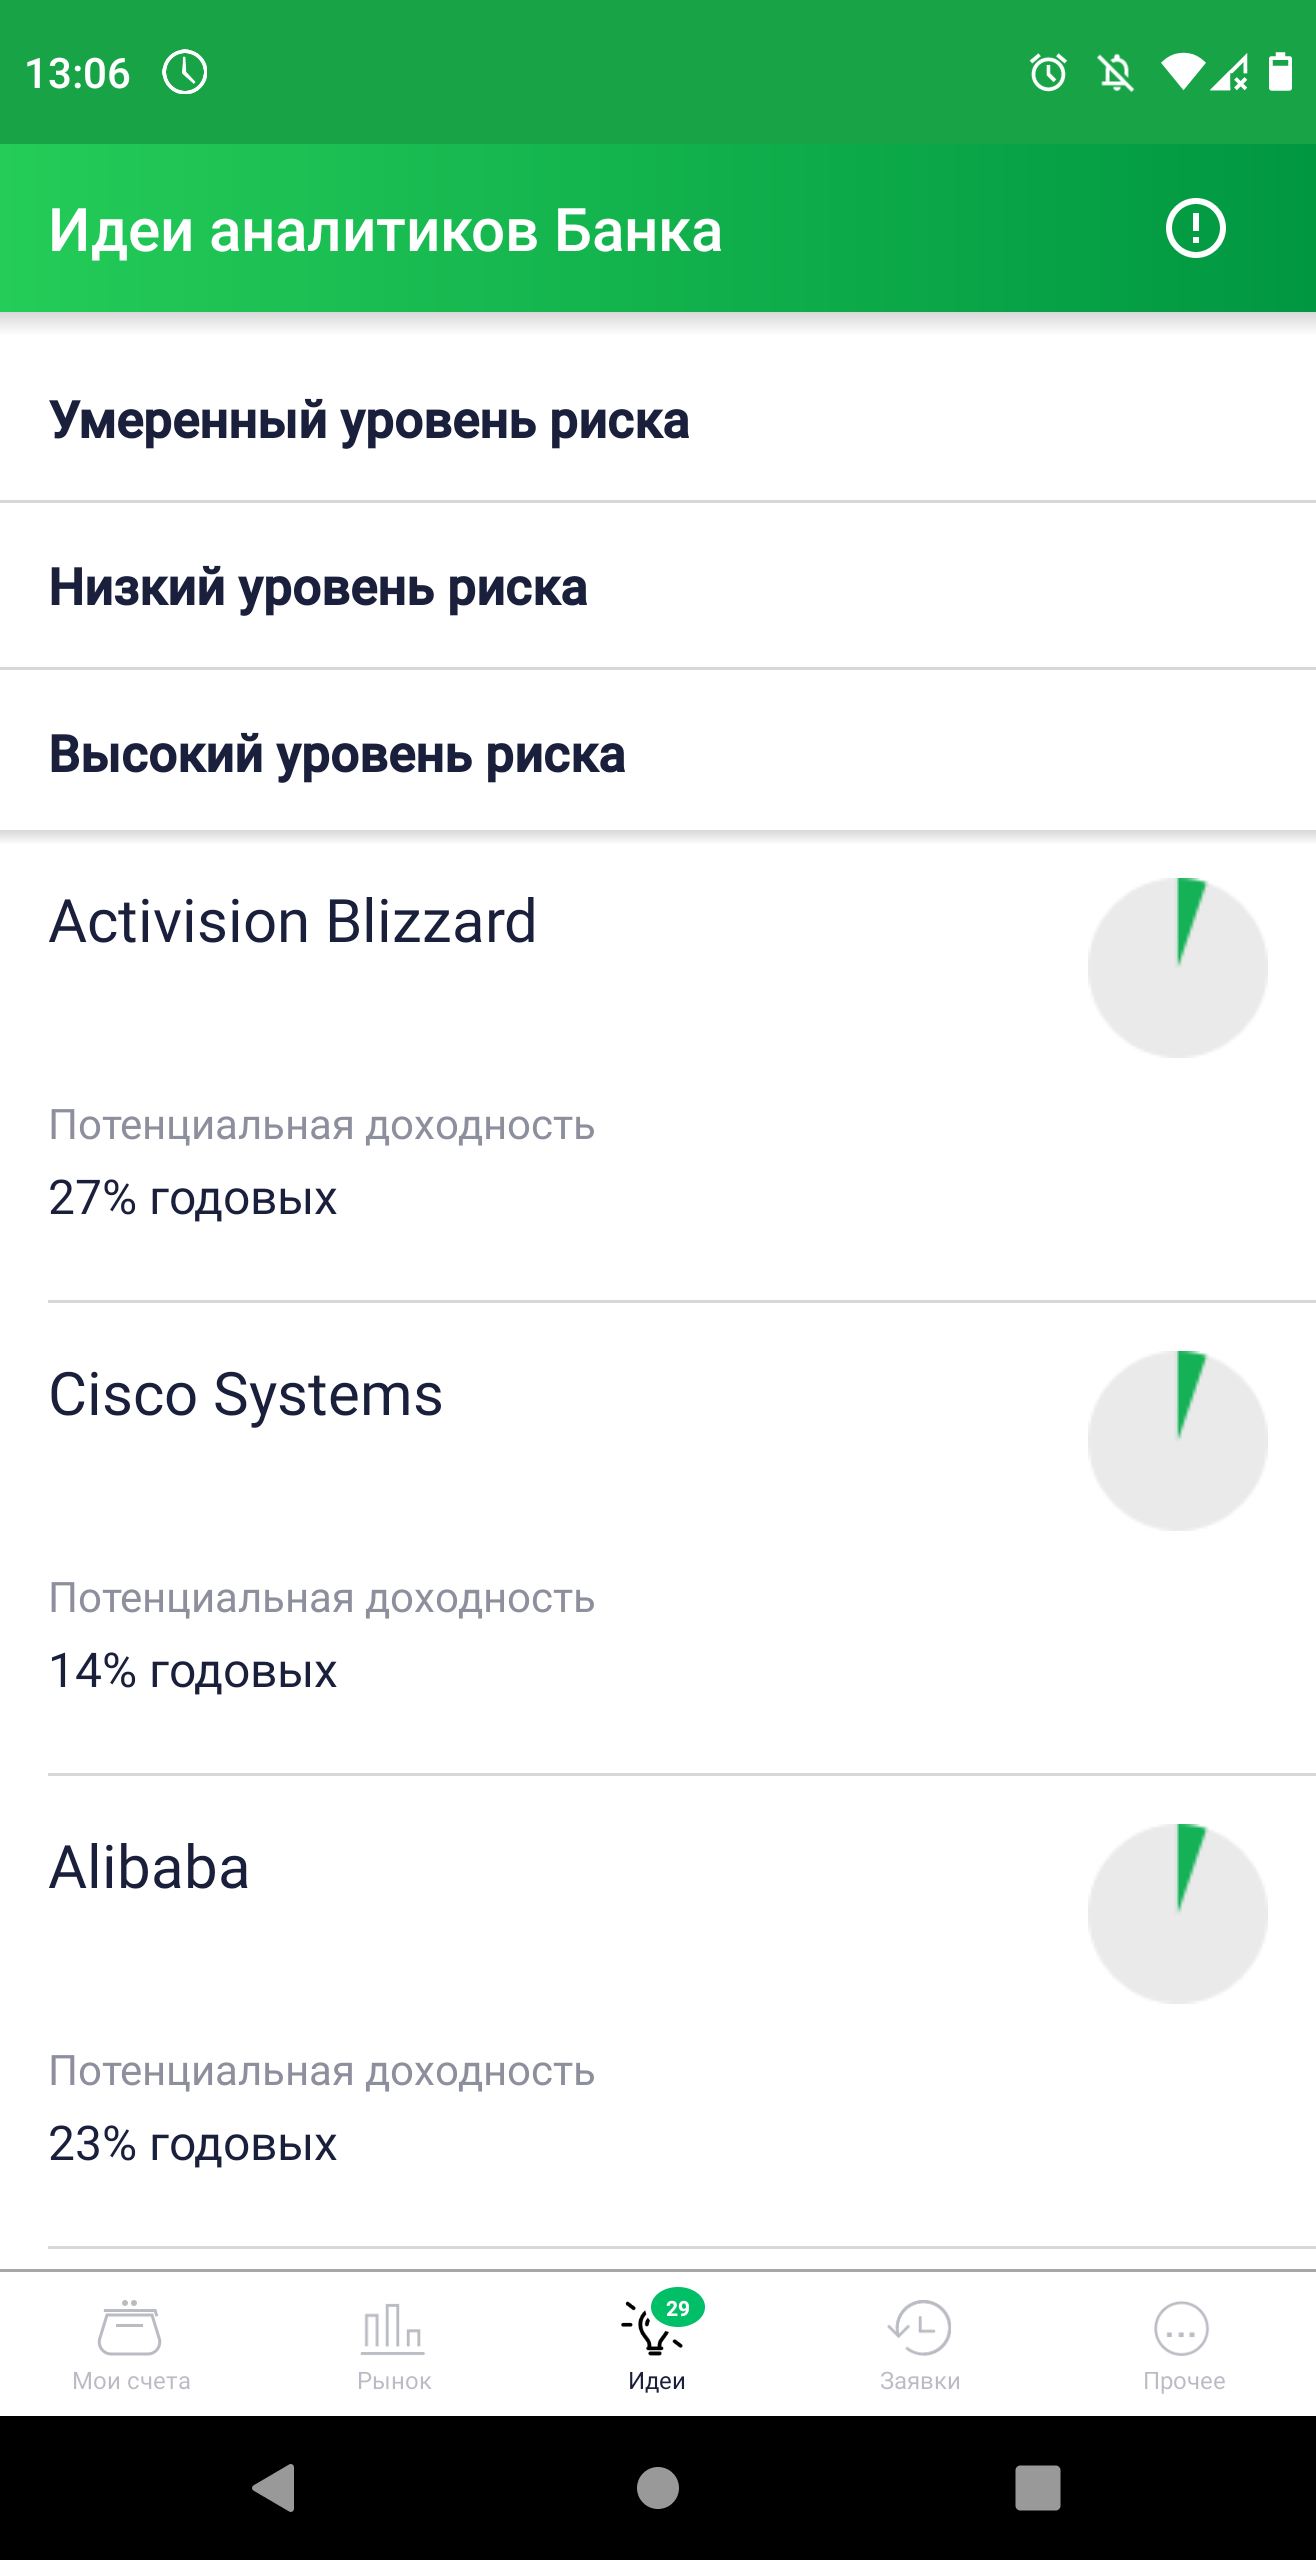 13:06
Идеи аналитиков Банка
Умеренный уровень риска
Низкий уровень риска
Высокий уровень риска
Activision Blizzard
Потенциальная доходность
27% годовых
Cisco Systems
Потенциальная доходность
14% годовых
Alibaba
Потенциальная доходность
23% годовых
29
Мои счета
Рынок
Идеи
Заявки
Прочее